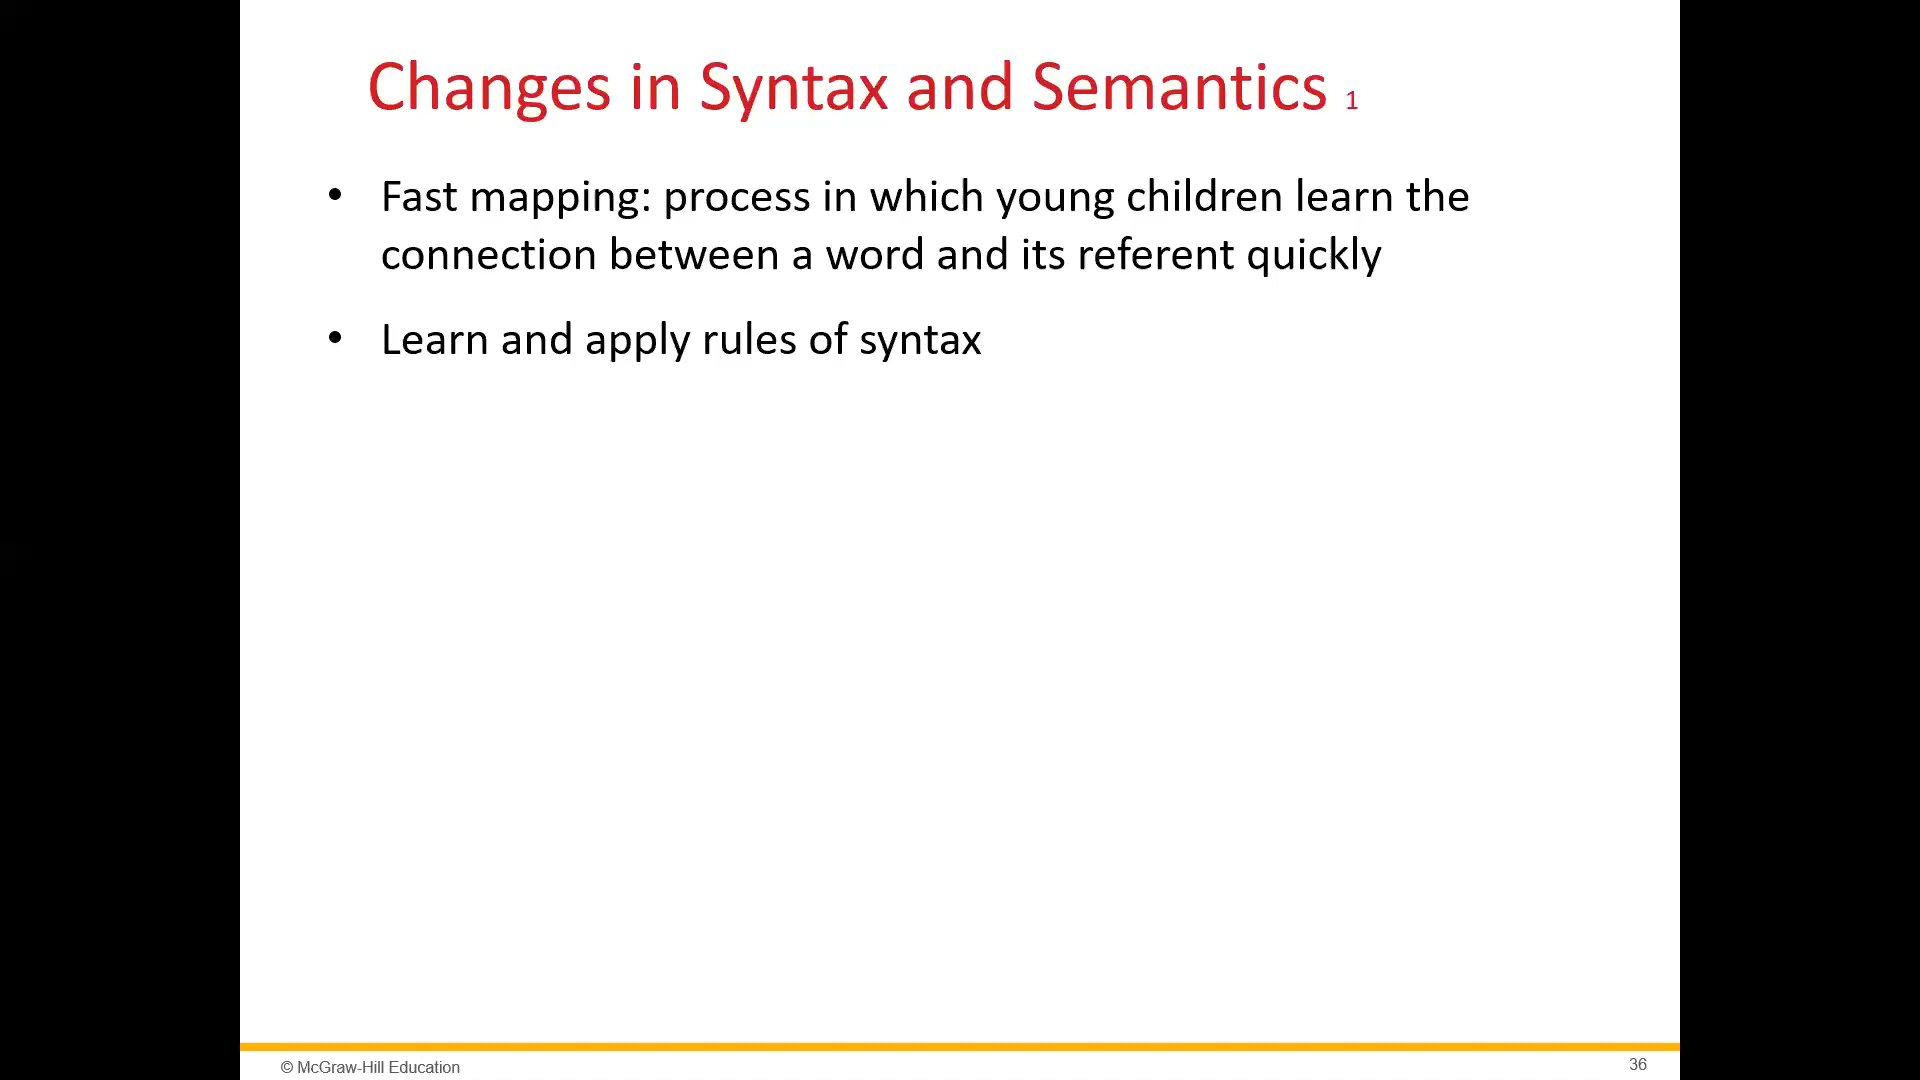 Changes in Syntax and Semantics 1
• Fast mapping: process in which young children learn the
connection between a word and its referent quickly
• Learn and apply rules of syntax
© McGraw-Hill Education
36